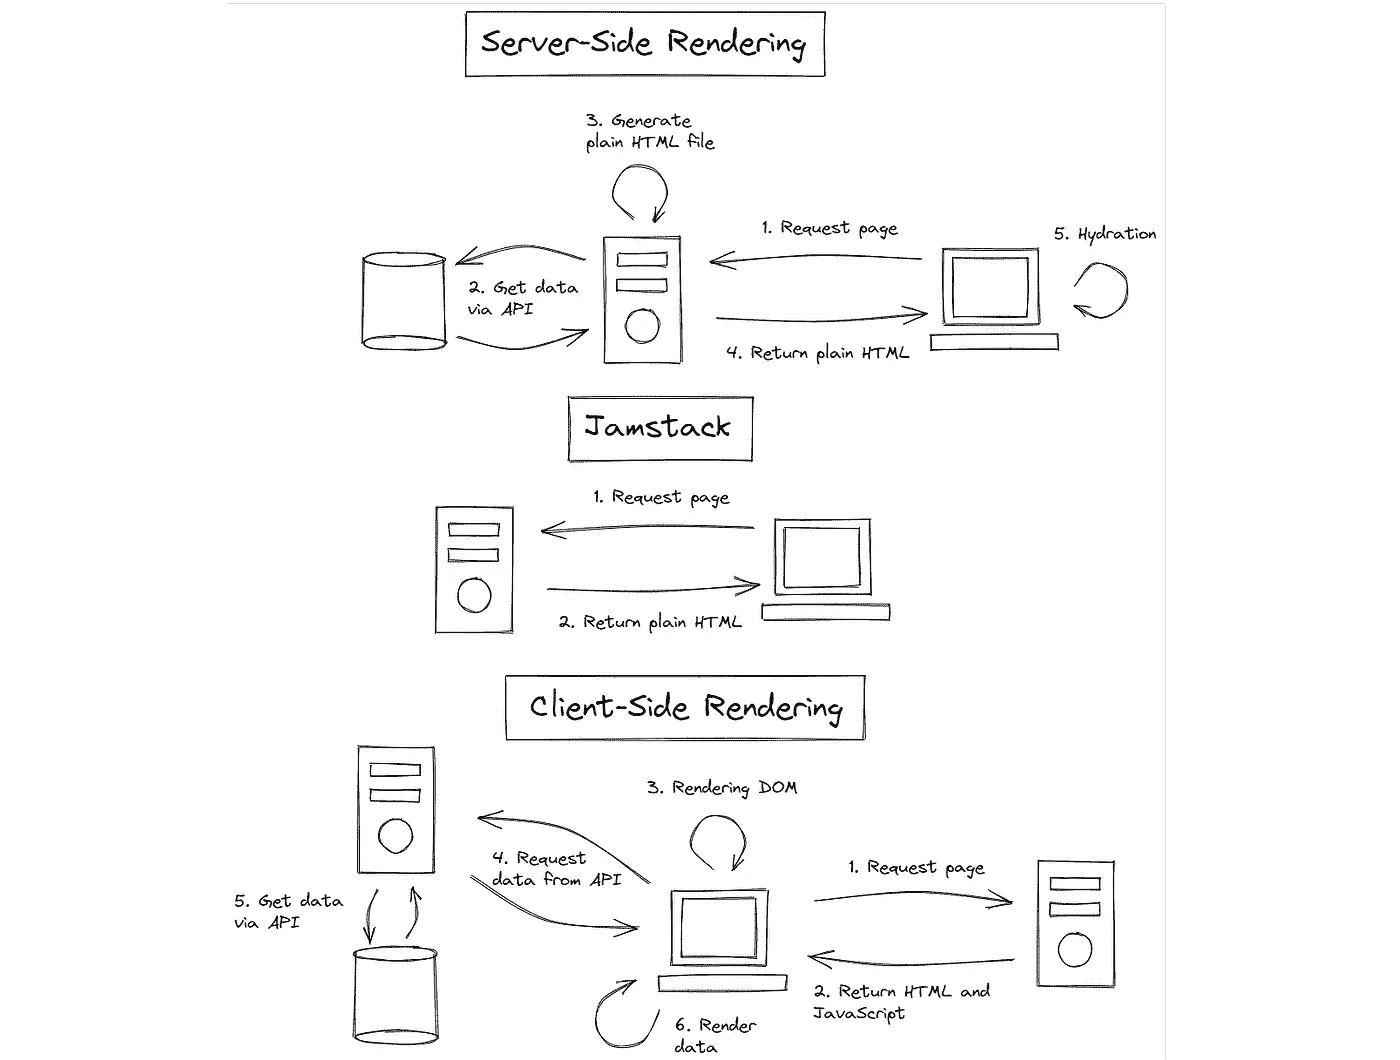 Server-Side Rendering
3. Generate
plain HTML file
1. Request page
5. Hydration
2. Get data
via API
4. Return plain HTML
Jamstack
1. Request page
2. Return plain HTML
Client-Side Rendering
3. Rendering DOM
4. Request
data from API
1. Request page
5. Get data
via API
2. Return HTML and
JavaScript
6. Render
data